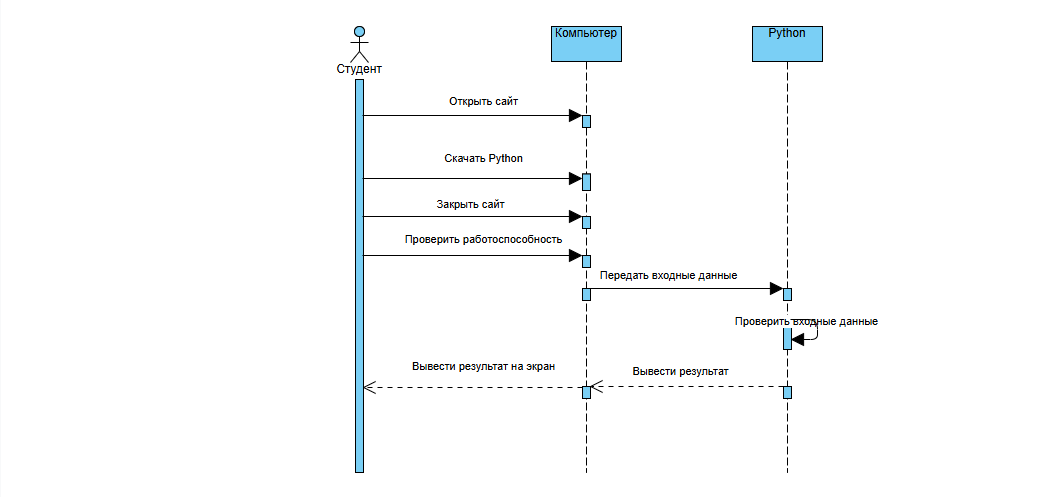 Студент
Компьютер
Python
Открыть сайт
Скачать Python
Закрыть сайт
Проверить работоспособность
Передать входные данные
Проверить входные данные
Вывести результат на экран
Вывести результат